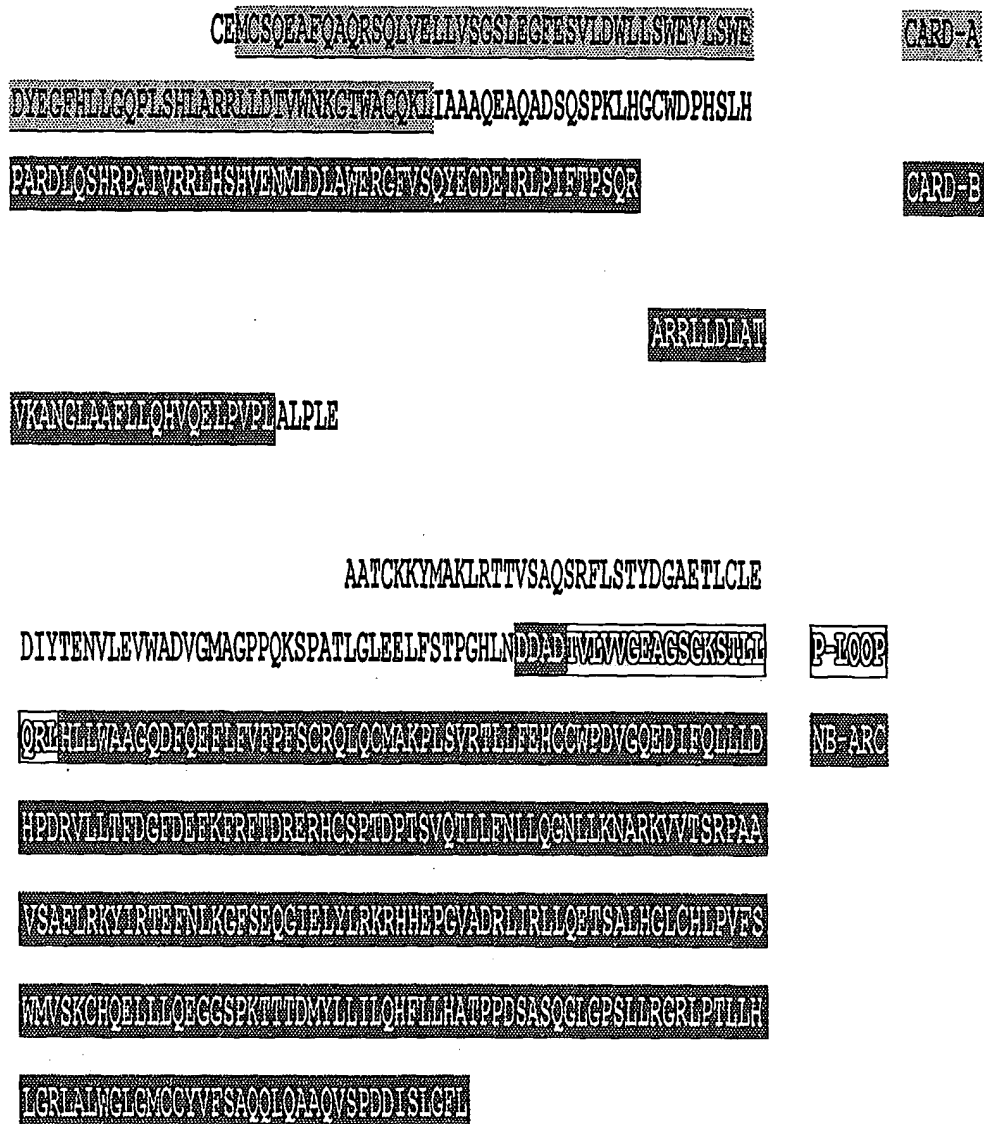 CEMCSQEAFQAQRSQLVELLVSGSLEGFESVLDWLLSWEVLSWE CARD-A
DYEGFHLLGQPLSHLARRLLDTVWNKGTWACQKLIAAAQEAQADSQSPKLHGCWDPHSLH
PARDLQSHRPAIVRRLHSHVENMLDLAWERGFVSQYECDEIRLPIFTPSQR CARD-B
ARRLLDLAT
VKANGLAAFLLQHVQELPVPLALPLE
AATCKKYMAKLRTTVSAQSRFLSTYDGAETLCLE
DIYTENVLEVWADVGMAGPPQKSPATLGLEELFSTPGHLNDDADTVLVVGEAGSGKSTLL P-LOOP
QRLHLLWAAGQDFQEFLFVFPFSCRQLQCMAKPLSVRTLLFEHCCWPDVGQEDIFQLLLD NB-ARC
HPDRVLLTFDGFDEFKFRFTDRERHCSPTDPTSVQTLLFNLLQGNLLKNARKVVTSRPAA
VSAFLRKYIRTEFNLKGFSEQGIELYLRKRHHEPGVADRLIRLLQETSALHGLCHLPVFS
WMVSKCHQELLLQEGGSPKTTTDMYLLILQHFLLHATPPDSASQGLGPSLLRGRLPTLLH
LGRLALWGLGMCCYVFSAQQLQAAQVSPDDISLGFL